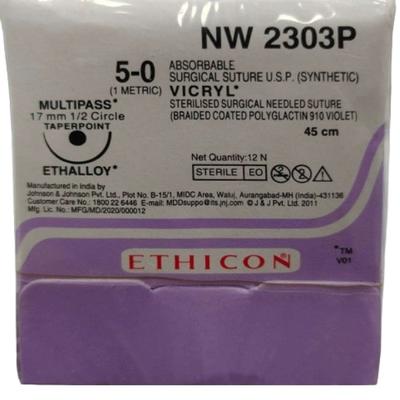 NW 2303P
5-0
(1 METRIC)
ABSORBABLE
SURGICAL SUTURE U.S.P. (SYNTHETIC)
VICRYL*
STERILISED SURGICAL NEEDLED SUTURE
(BRAIDED COATED POLYGLACTIN 910 VIOLET)
45 cm
MULTIPASS*
17 mm 1/2 Circle
TAPERPOINT
ETHALLOY*
Net Quantity:12 N
STERILE EO
Manufactured in India by
Johnson & Johnson Pvt. Ltd., Plot No. B-15/1, MIDC Area, Waluj, Aurangabad-MH (India)-431136
Customer Care No.: 1800 22 6446 E-mail: MDDsuppo@its.jnj.com © J & J Pvt. Ltd. 2011
Mfg. Lic. No.: MFG/MD/2020/000012
ETHICON
*TM
V01